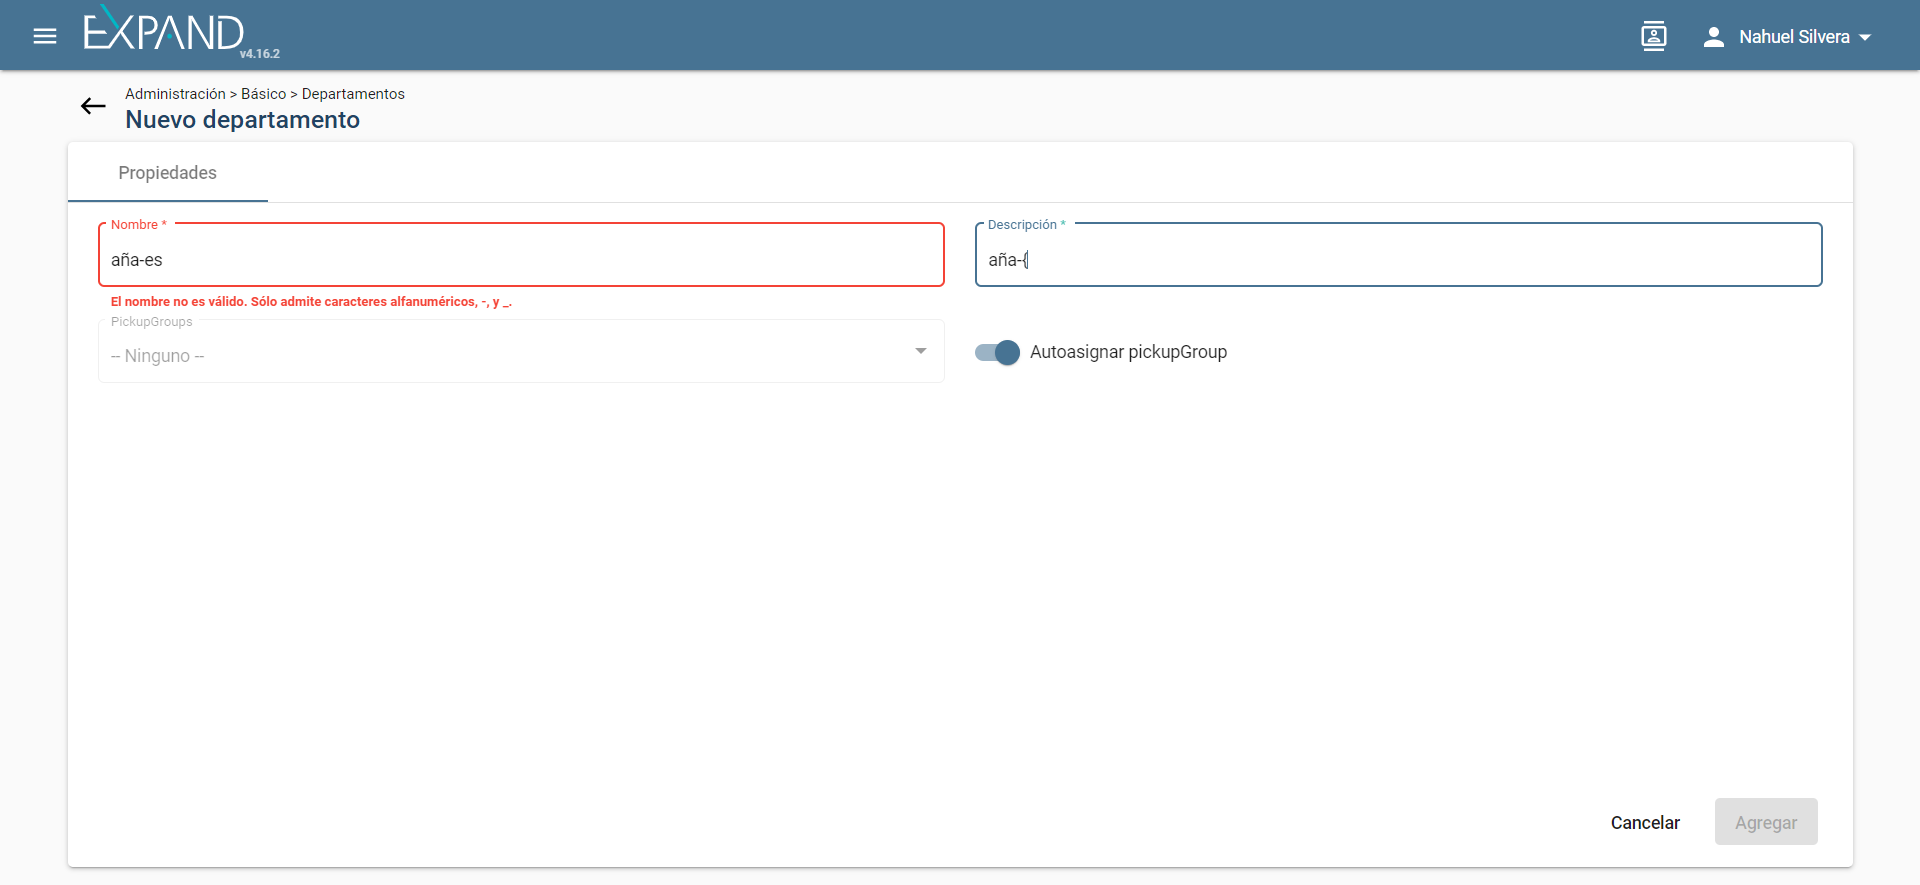 EXPAND
v4.16.2
Nahuel Silvera
Administración > Básico > Departamentos
Nuevo departamento
Propiedades
Nombre *
aña-es
El nombre no es válido. Sólo admite caracteres alfanuméricos, -, y _.
Descripción *
aña-{
PickupGroups
-- Ninguno --
Autoasignar pickupGroup
Cancelar
Agregar